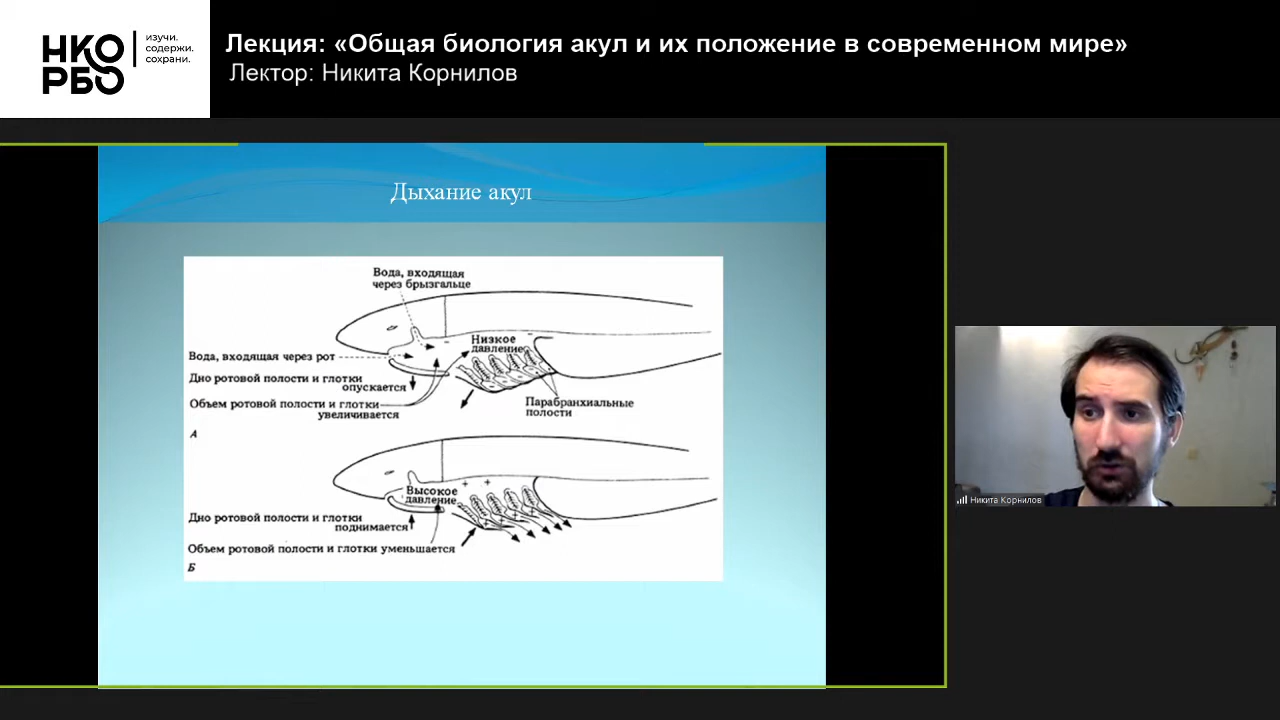 НКО
РБО
изучи.
содержи.
сохрани.
Лекция: «Общая биология акул и их положение в современном мире»
Лектор: Никита Корнилов
Дыхание акул
Вода, входящая
через брызгальце
Низкое
давление
Вода, входящая через рот
Дно ротовой полости и глотки
опускается
Объем ротовой полости и глотки
увеличивается
Парабранхиальные
полости
А
Высокое
давление
Дно ротовой полости и глотки
поднимается
Объем ротовой полости и глотки уменьшается
Б
Никита Корнилов